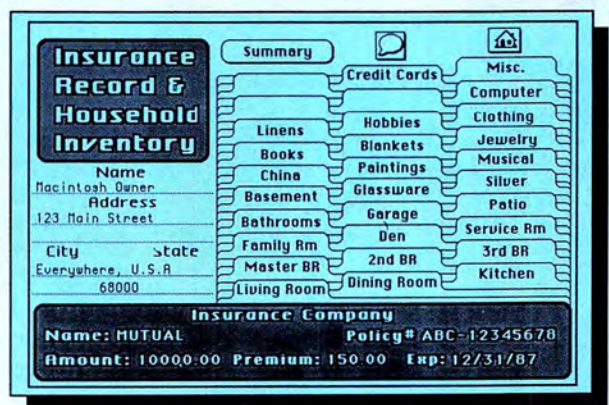 Insurance
Record &
Household
Inventory
Name
Macintosh Owner
Address
123 Main Street
City State
Everywhere, U.S.A
68000
Summary
Linens
Books
China
Basement
Bathrooms
Family Rm
Master BR
Living Room
Credit Cards
Hobbies
Blankets
Paintings
Glassware
Garage
Den
2nd BR
Dining Room
Misc.
Computer
Clothing
Jewelry
Musical
Silver
Patio
Service Rm
3rd BR
Kitchen
Insurance Company
Name: MUTUAL Policy# ABC-12345678
Amount: 10000.00 Premium: 150.00 Exp: 12/31/87